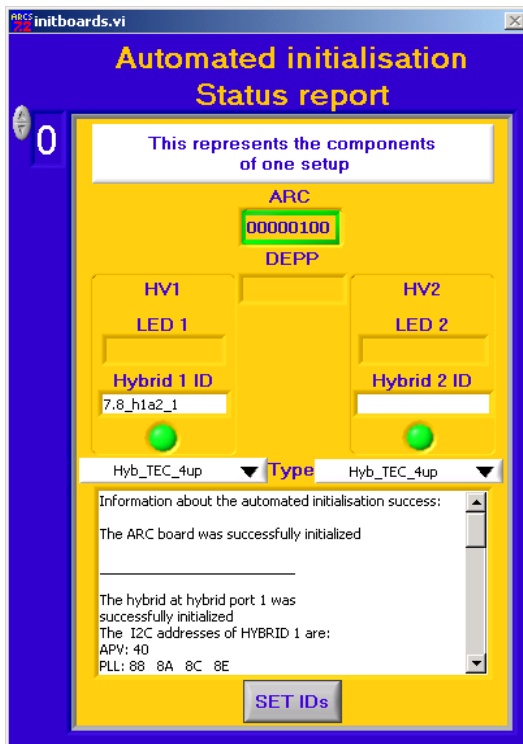 ARCS
7.2
initboards.vi
Automated initialisation
Status report
0
This represents the components
of one setup
ARC
00000100
DEPP
HV1
HV2
LED 1
LED 2
Hybrid 1 ID
Hybrid 2 ID
7.8_h1a2_1
Hyb_TEC_4up
Type
Hyb_TEC_4up
Information about the automated initialisation success:
The ARC board was successfully initialized
The hybrid at hybrid port 1 was
successfully initialized
The I2C addresses of HYBRID 1 are:
APV: 40
PLL: 88 8A 8C 8E
SET IDs